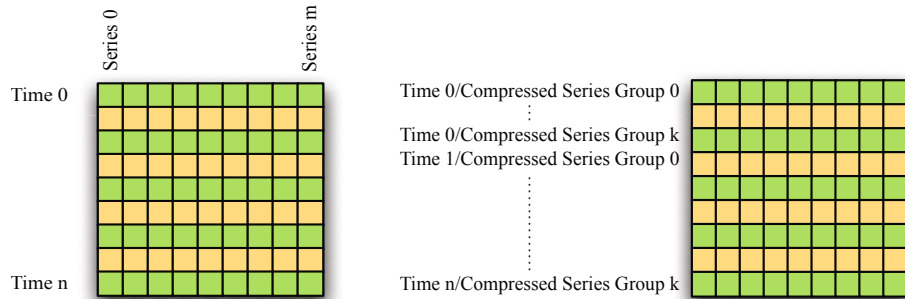 Series 0
Series m
Time 0
Time n
Time 0/Compressed Series Group 0
Time 0/Compressed Series Group k
Time 1/Compressed Series Group 0
Time n/Compressed Series Group k